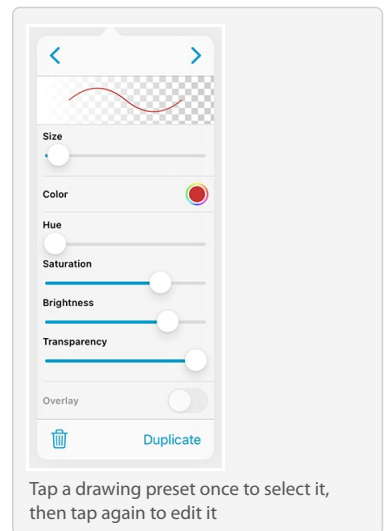 Size
Color
Hue
Saturation
Brightness
Transparency
Overlay
Duplicate
Tap a drawing preset once to select it,
then tap again to edit it